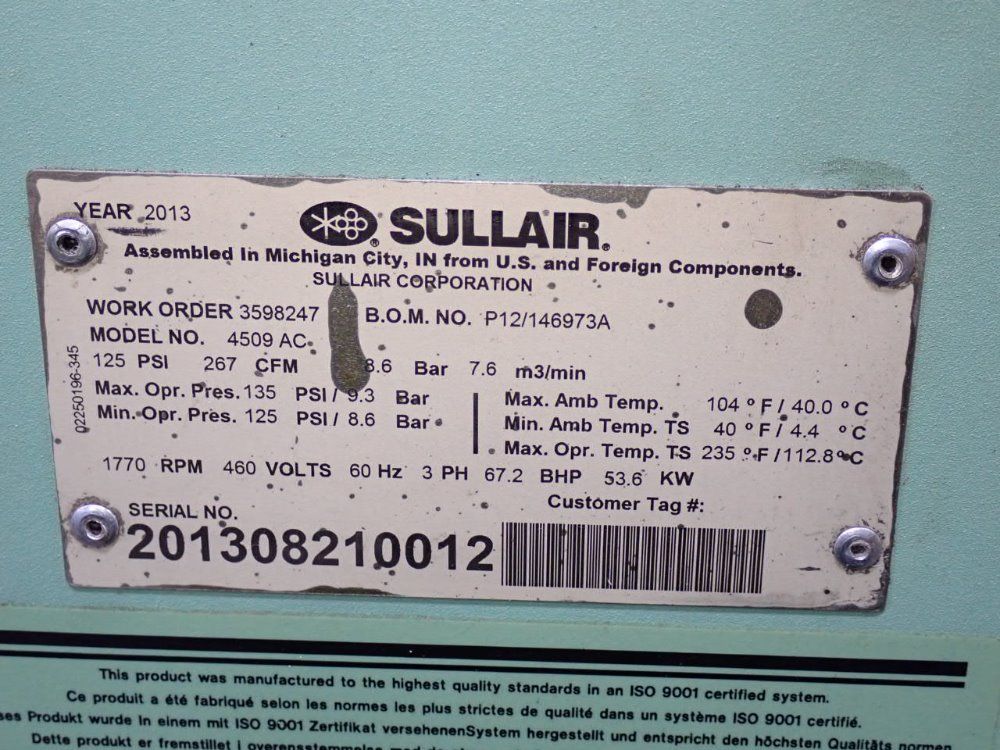 YEAR 2013
SULLAIR®
Assembled In Michigan City, IN from U.S. and Foreign Components.
SULLAIR CORPORATION
WORK ORDER 3598247 B.O.M. NO. P12/146973A
MODEL NO. 4509 AC
125 PSI 267 CFM 8.6 Bar 7.6 m3/min
Max. Opr. Pres. 135 PSI / 9.3 Bar
Min. Opr. Pres. 125 PSI / 8.6 Bar
Max. Amb Temp. 104 ° F / 40.0 ° C
Min. Amb Temp. TS 40 ° F / 4.4 ° C
Max. Opr. Temp. TS 235 ° F / 112.8 ° C
02250196-345
1770 RPM 460 VOLTS 60 Hz 3 PH 67.2 BHP 53.6 KW
Customer Tag #:
SERIAL NO.
201308210012
This product was manufactured to the highest quality standards in an ISO 9001 certified system.
Ce produit a été fabriqué selon les normes les plus strictes de qualité dans un système ISO 9001 certifié.
Produkt wurde In einem mit ISO 9001 Zertifikat versehenenSystem hergestellt und entspricht den höchsten Qualitäts normen
Dette produkt er fremstillet I